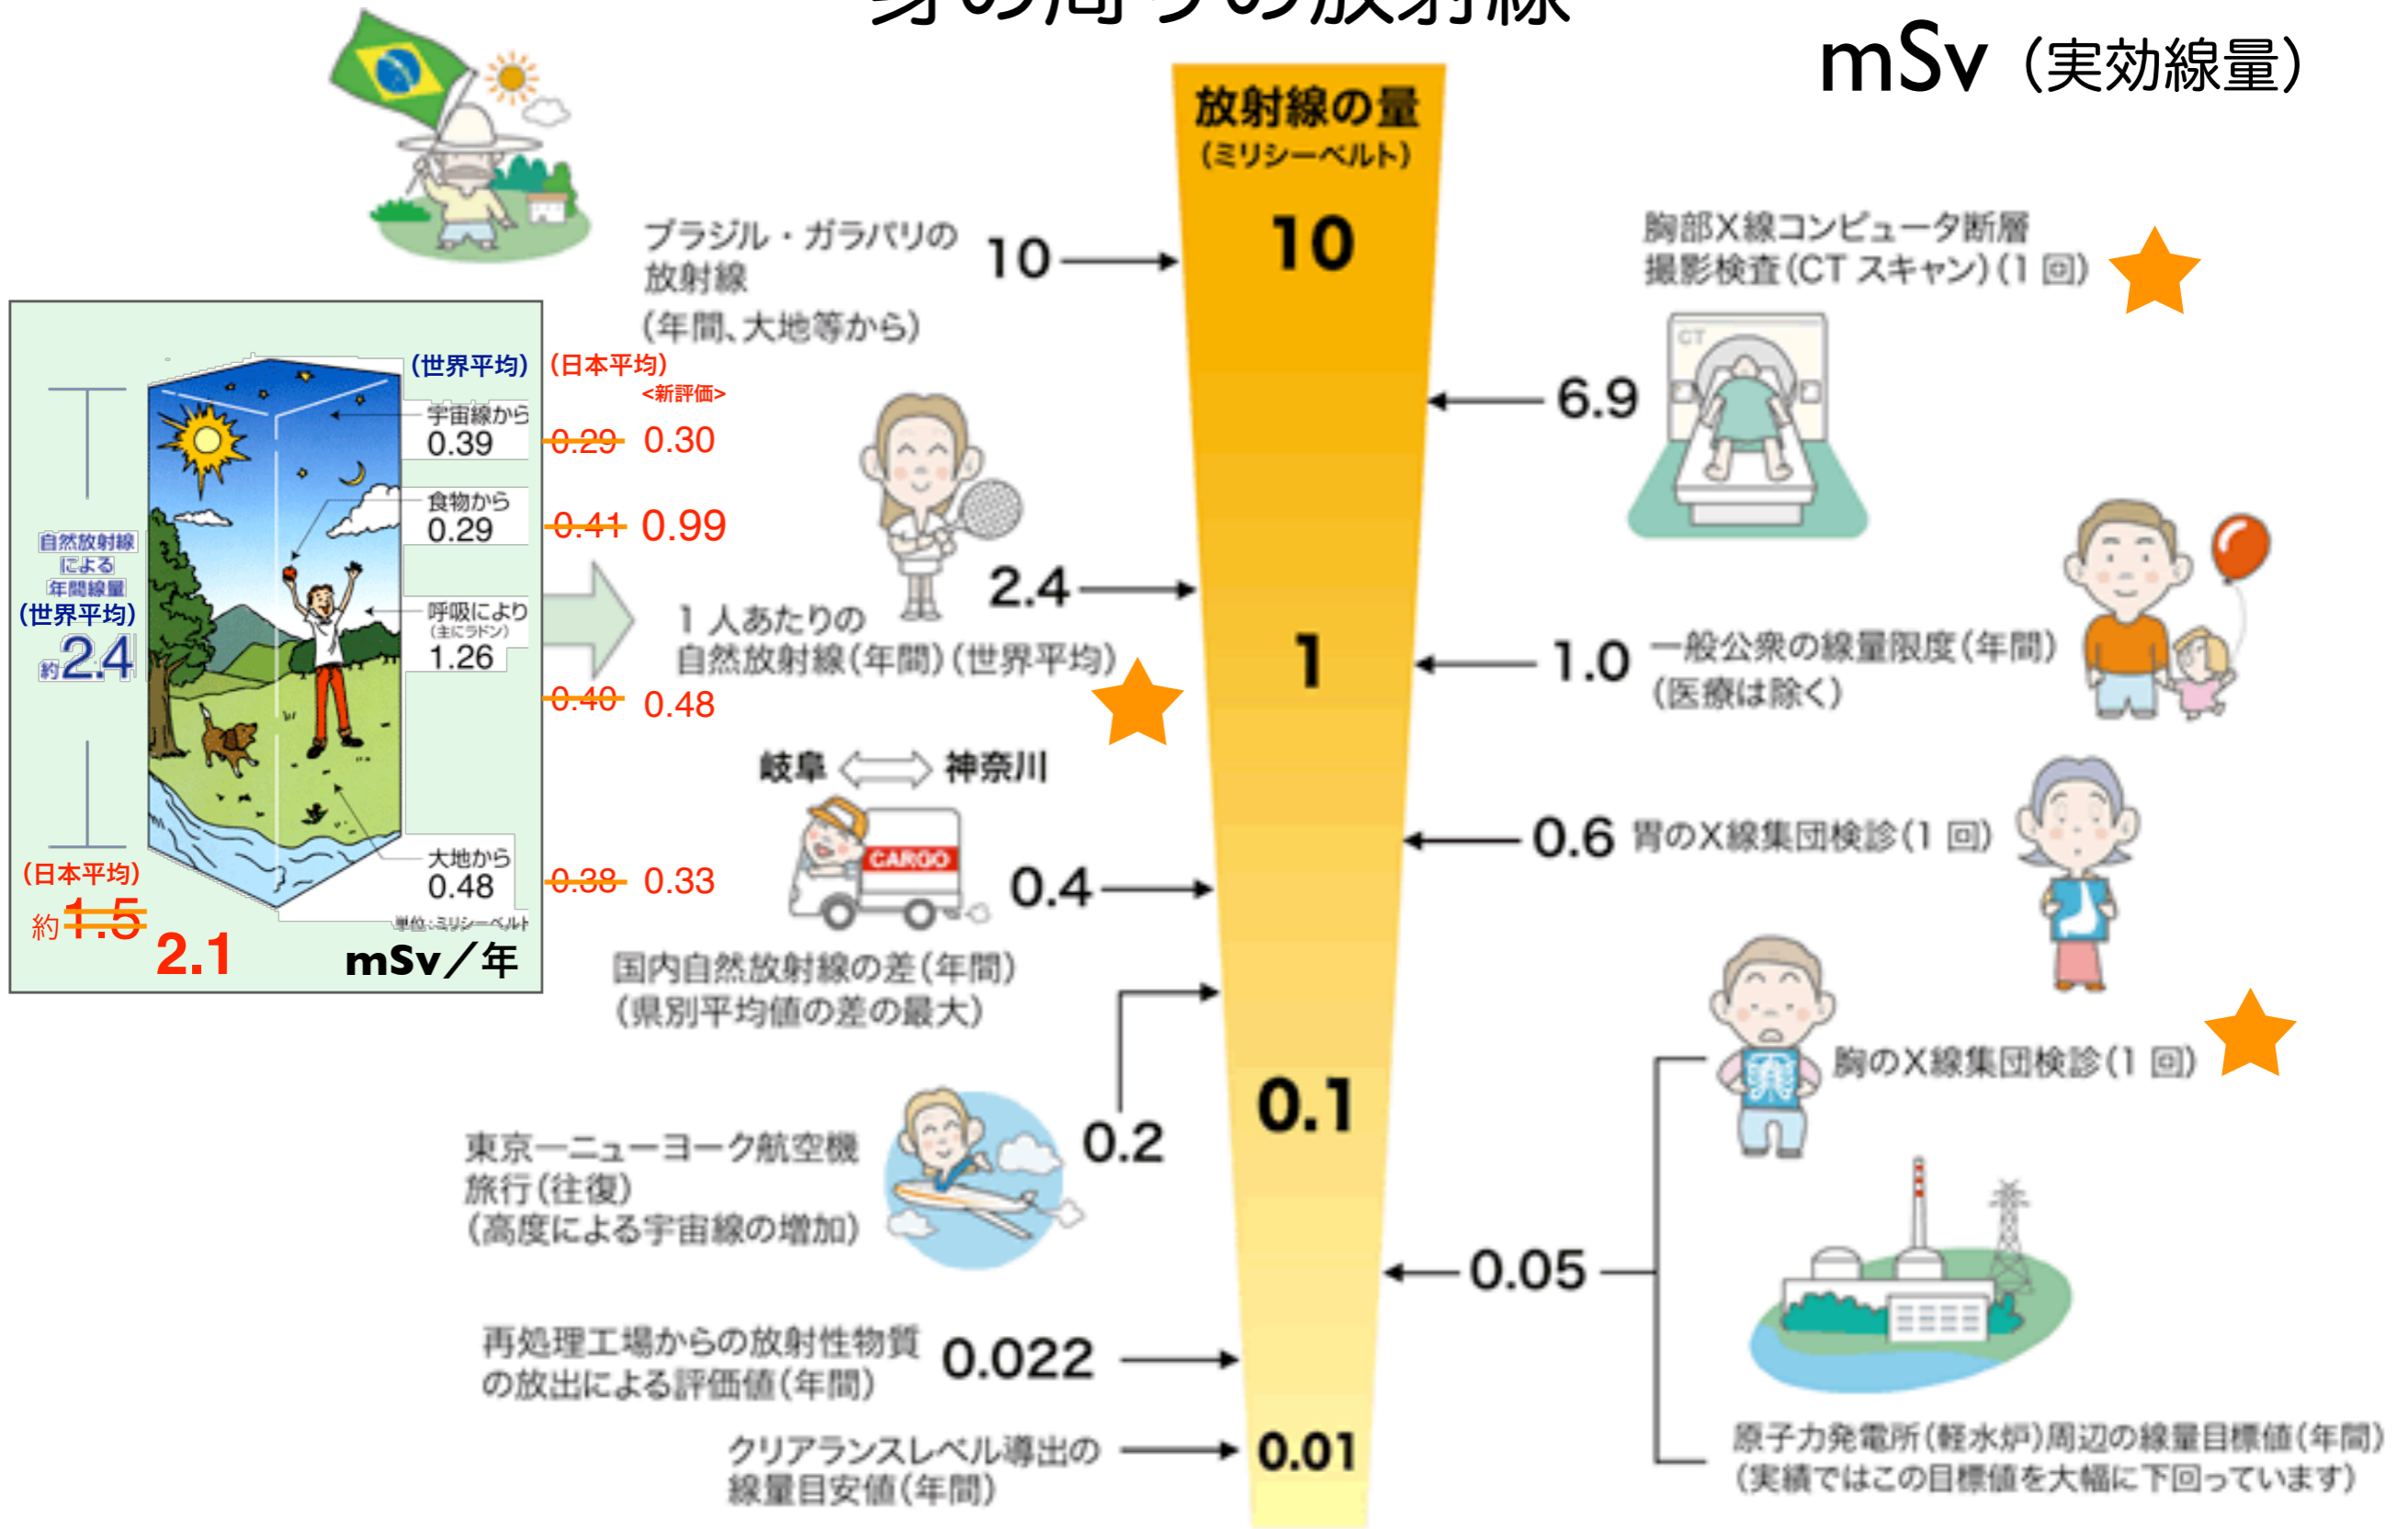 身の周りの放射線
mSv（実効線量）
放射線の量
（ミリシーベルト）
10
1
0.1
0.01
ブラジル・ガラパリの
放射線
（年間、大地等から）
10
（世界平均）
（日本平均）
<新評価>
宇宙線から
0.39
0.29 0.30
食物から
0.29
0.41 0.99
呼吸により
（主にラドン）
1.26
0.40 0.48
大地から
0.48
0.38 0.33
単位：ミリシーベルト
自然放射線
による
年間線量
（世界平均）
約2.4
（日本平均）
約1.5
2.1
mSv／年
2.4
1人あたりの
自然放射線（年間）（世界平均）
岐阜 神奈川
CARGO
0.4
国内自然放射線の差（年間）
（県別平均値の差の最大）
0.2
東京―ニューヨーク航空機
旅行（往復）
（高度による宇宙線の増加）
再処理工場からの放射性物質
の放出による評価値（年間）
0.022
クリアランスレベル導出の
線量目安値（年間）
胸部X線コンピュータ断層
撮影検査（CTスキャン）（1回）
CT
6.9
1.0
一般公衆の線量限度（年間）
（医療は除く）
0.6
胃のX線集団検診（1回）
胸のX線集団検診（1回）
0.05
原子力発電所（軽水炉）周辺の線量目標値（年間）
（実績ではこの目標値を大幅に下回っています）